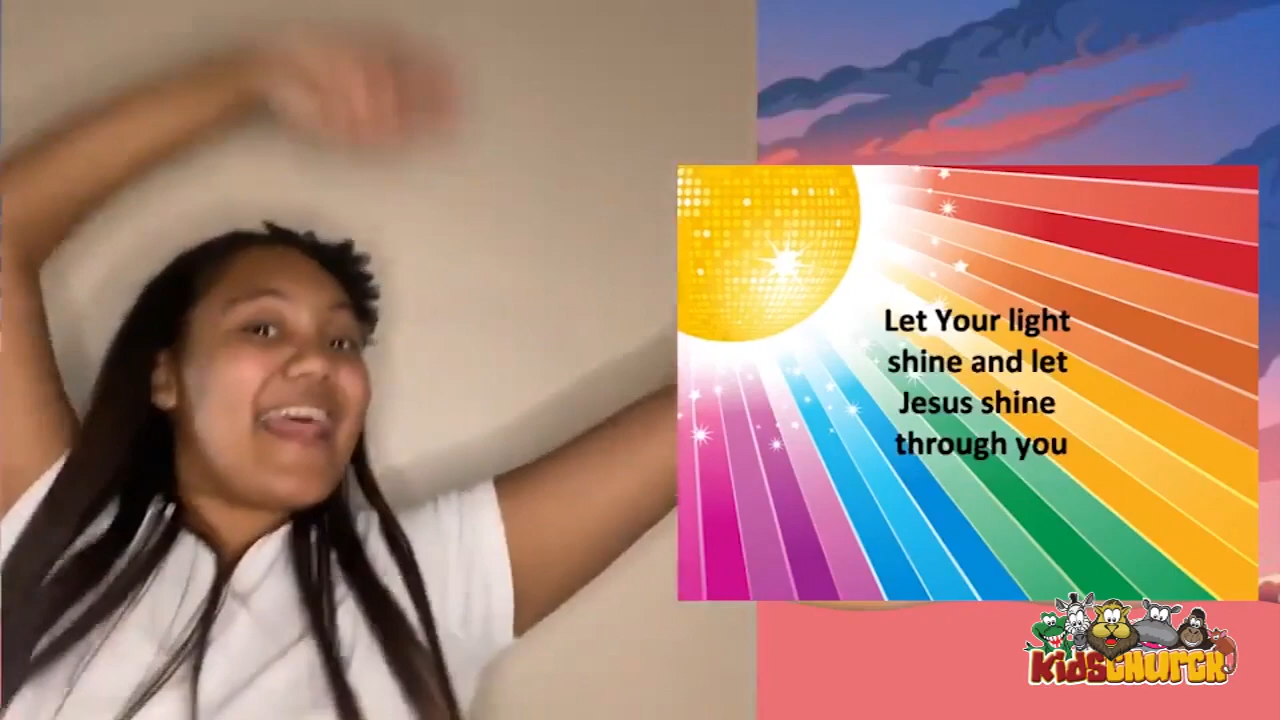 Let Your light
shine and let
Jesus shine
through you
KidsCHURCH